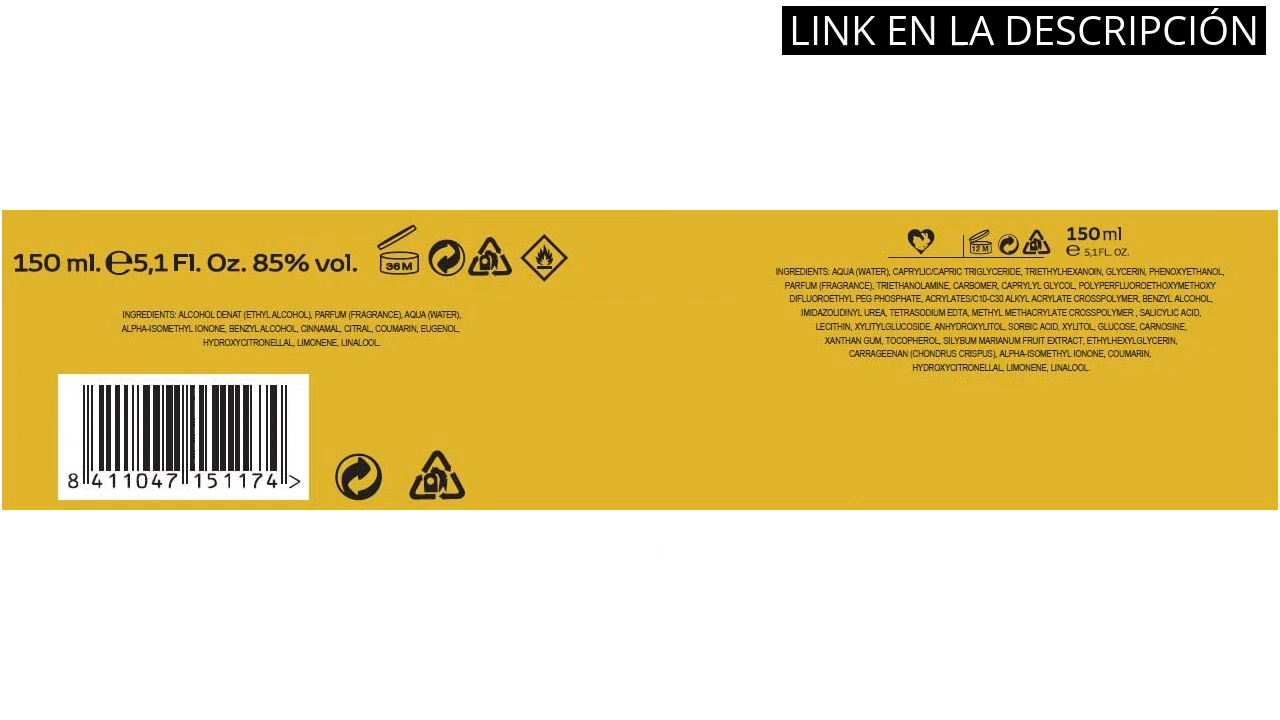 LINK EN LA DESCRIPCIÓN
150 ml. ℮5,1 Fl. Oz. 85% vol.
36M
INGREDIENTS: ALCOHOL DENAT (ETHYL ALCOHOL), PARFUM (FRAGRANCE), AQUA (WATER),
ALPHA-ISOMETHYL IONONE, BENZYL ALCOHOL, CINNAMAL, CITRAL, COUMARIN, EUGENOL,
HYDROXYCITRONELLAL, LIMONENE, LINALOOL.
8 411047 151174 >
12 M
150 ml
℮ 5,1 FL. OZ.
INGREDIENTS: AQUA (WATER), CAPRYLIC/CAPRIC TRIGLYCERIDE, TRIETHYLHEXANOIN, GLYCERIN, PHENOXYETHANOL,
PARFUM (FRAGRANCE), TRIETHANOLAMINE, CARBOMER, CAPRYLYL GLYCOL, POLYPERFLUOROETHOXYMETHOXY
DIFLUOROETHYL PEG PHOSPHATE, ACRYLATES/C10-C30 ALKYL ACRYLATE CROSSPOLYMER, BENZYL ALCOHOL,
IMIDAZOLIDINYL UREA, TETRASODIUM EDTA, METHYL METHACRYLATE CROSSPOLYMER , SALICYLIC ACID,
LECITHIN, XYLITYLGLUCOSIDE, ANHYDROXYLITOL, SORBIC ACID, XYLITOL, GLUCOSE, CARNOSINE,
XANTHAN GUM, TOCOPHEROL, SILYBUM MARIANUM FRUIT EXTRACT, ETHYLHEXYLGLYCERIN,
CARRAGEENAN (CHONDRUS CRISPUS), ALPHA-ISOMETHYL IONONE, COUMARIN,
HYDROXYCITRONELLAL, LIMONENE, LINALOOL.